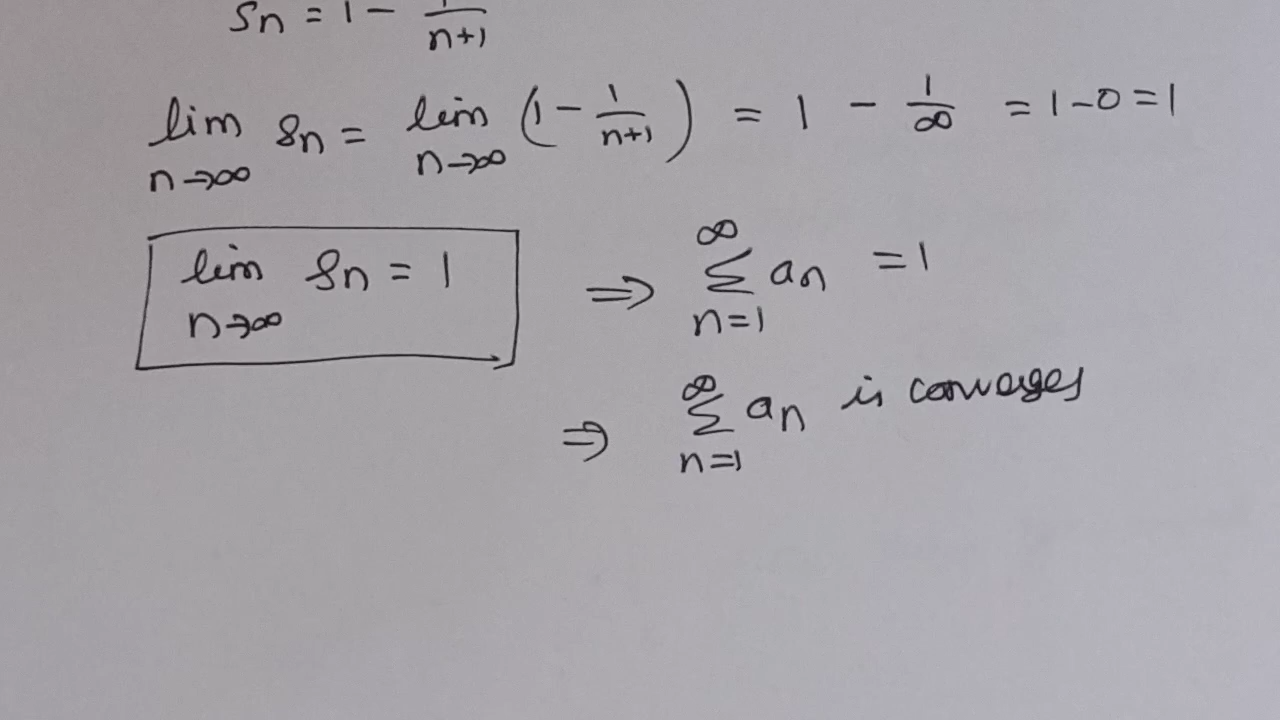 Sn = 1 - 1/n+1
lim n→∞ Sn = lim n→∞ (1 - 1/n+1) = 1 - 1/∞ = 1-0=1
lim n→∞ Sn = 1 ⇒ ∞ Σ n=1 an = 1
⇒ ∞ Σ n=1 an is converges